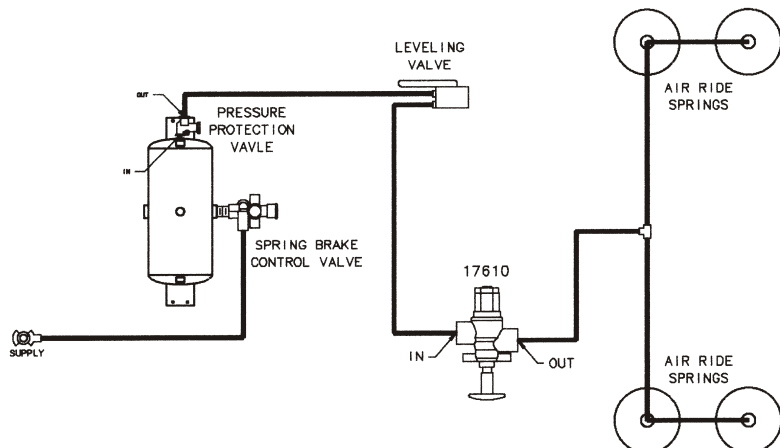 LEVELING
VALVE
OUT
PRESSURE
PROTECTION
VAVLE
IN
AIR RIDE
SPRINGS
SPRING BRAKE
CONTROL VALVE
17610
SUPPLY
IN
OUT
AIR RIDE
SPRINGS